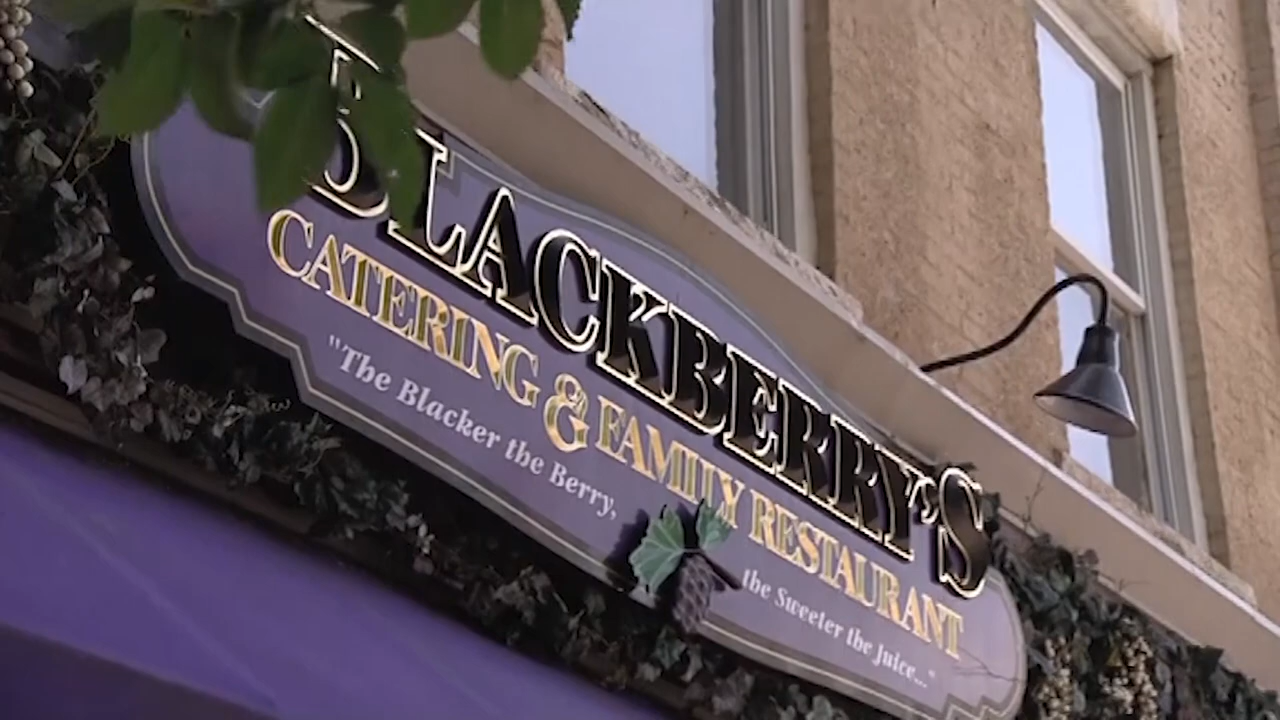 BLACKBERRY'S
CATERING & FAMILY RESTAURANT
"The Blacker the Berry,
the Sweeter the Juice..."